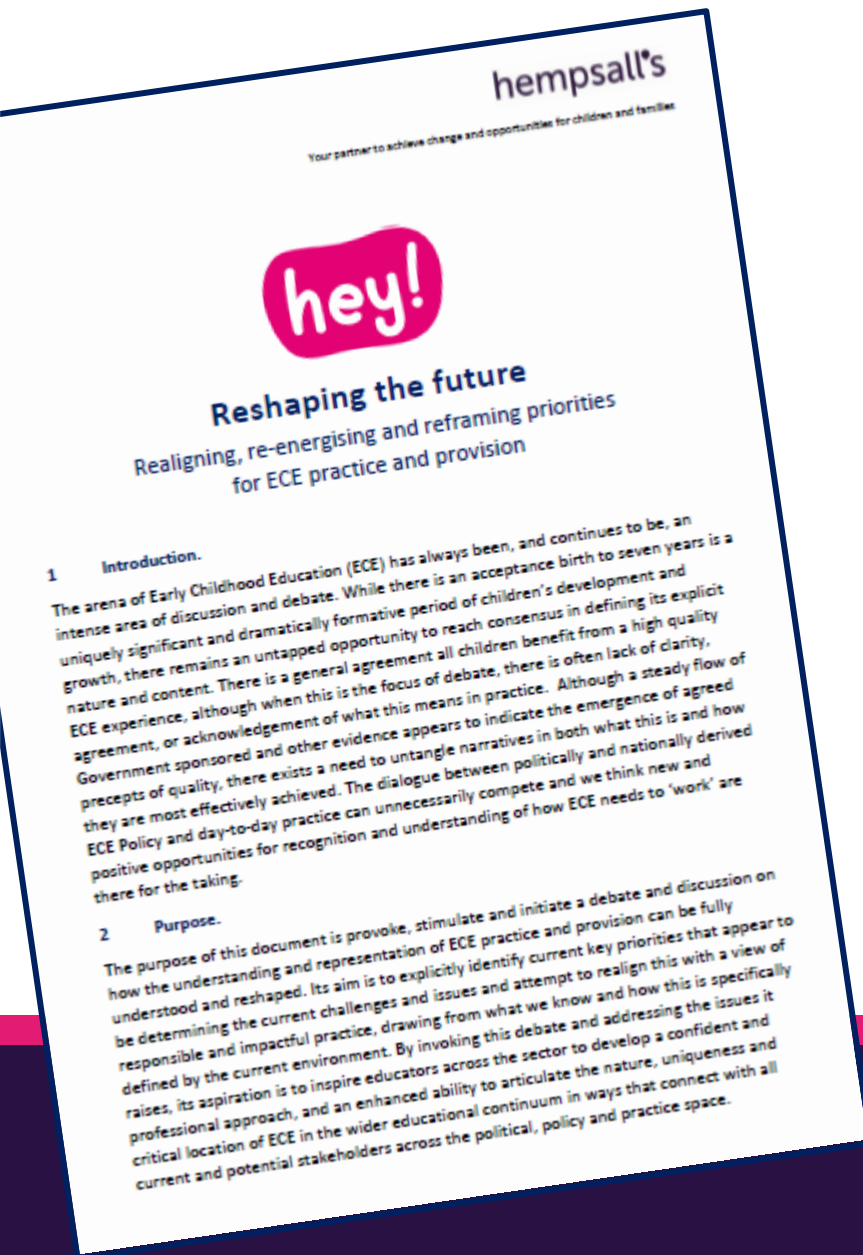 hempsall's
Your partner to achieve change and opportunities for children and families
hey!
Reshaping the future
Realigning, re-energising and reframing priorities
for ECE practice and provision
1 Introduction.
The arena of Early Childhood Education (ECE) has always been, and continues to be, an
intense area of discussion and debate. While there is an acceptance birth to seven years is a
uniquely significant and dramatically formative period of children's development and
growth, there remains an untapped opportunity to reach consensus in defining its explicit
nature and content. There is a general agreement all children benefit from a high quality
ECE experience, although when this is the focus of debate, there is often lack of clarity,
agreement, or acknowledgement of what this means in practice. Although a steady flow of
Government sponsored and other evidence appears to indicate the emergence of agreed
precepts of quality, there exists a need to untangle narratives in both what this is and how
they are most effectively achieved. The dialogue between politically and nationally derived
ECE Policy and day-to-day practice can unnecessarily compete and we think new and
positive opportunities for recognition and understanding of how ECE needs to 'work' are
there for the taking.
2 Purpose.
The purpose of this document is provoke, stimulate and initiate a debate and discussion on
how the understanding and representation of ECE practice and provision can be fully
understood and reshaped. Its aim is to explicitly identify current key priorities that appear to
be determining the current challenges and issues and attempt to realign this with a view of
responsible and impactful practice, drawing from what we know and how this is specifically
defined by the current environment. By invoking this debate and addressing the issues it
raises, its aspiration is to inspire educators across the sector to develop a confident and
professional approach, and an enhanced ability to articulate the nature, uniqueness and
critical location of ECE in the wider educational continuum in ways that connect with all
current and potential stakeholders across the political, policy and practice space.